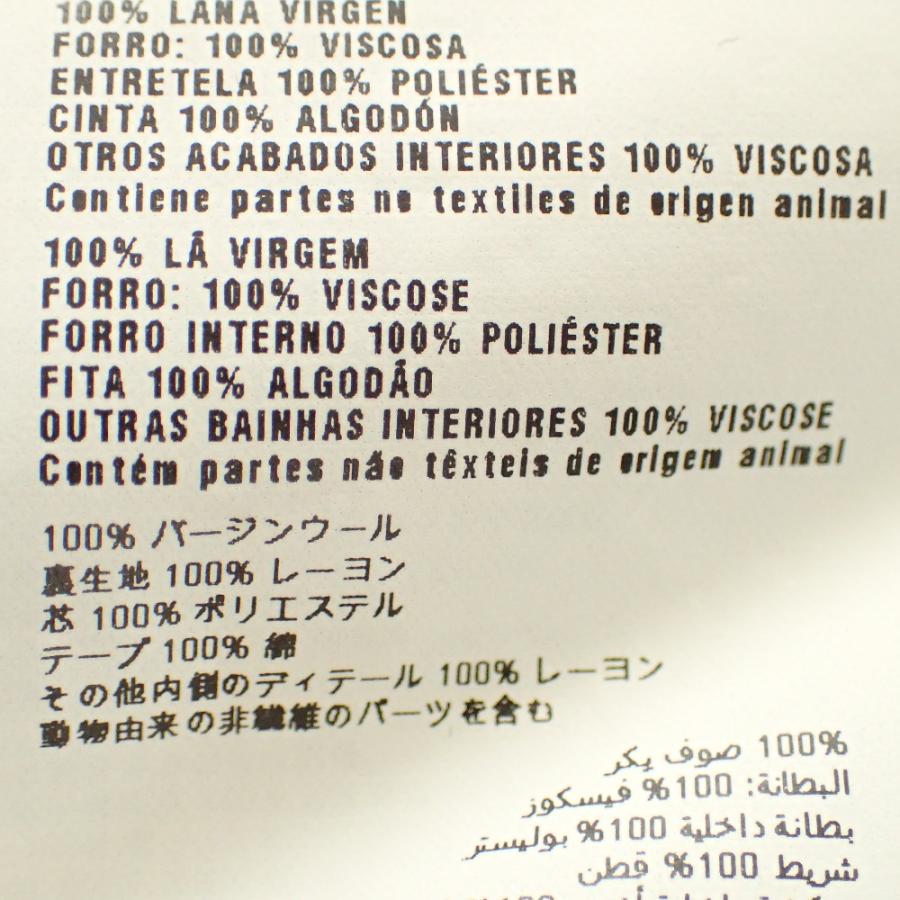 100% LANA VIRGEN
FORRO: 100% VISCOSA
ENTRETELA 100% POLIÉSTER
CINTA 100% ALGODÓN
OTROS ACABADOS INTERIORES 100% VISCOSA
Contiene partes no textiles de origen animal
100% LÃ VIRGEM
FORRO: 100% VISCOSE
FORRO INTERNO 100% POLIÉSTER
FITA 100% ALGODÃO
OUTRAS BAINHAS INTERIORES 100% VISCOSE
Contém partes não têxteis de origem animal
100% バージンウール
裏生地 100% レーヨン
芯 100% ポリエステル
テープ 100% 綿
その他内側のディテール 100% レーヨン
動物由来の非繊維のパーツを含む
100% صوف بكر
البطانة: 100% فيسكوز
بطانة داخلية 100% بوليستر
شريط 100% قطن